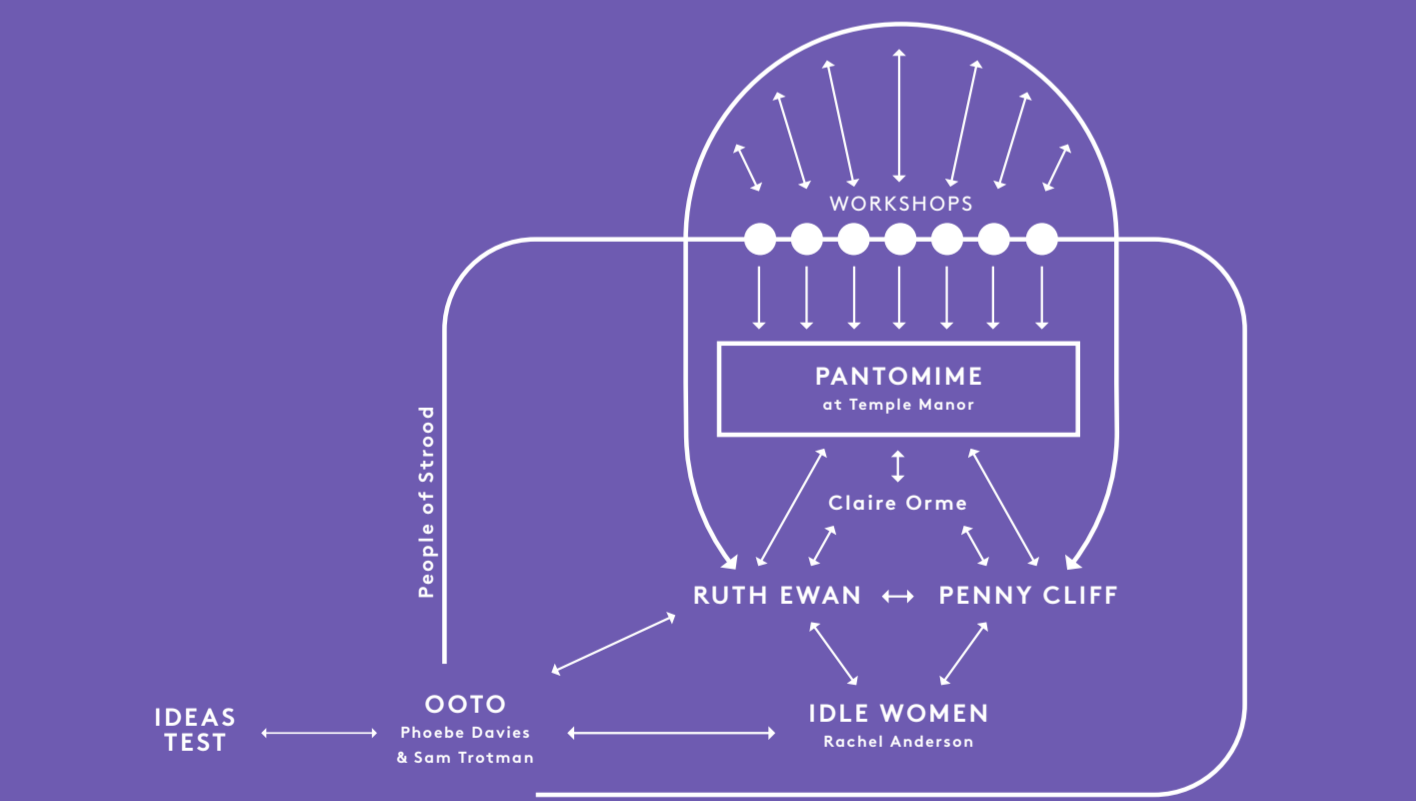 WORKSHOPS
PANTOMIME
at Temple Manor
People of Strood
Claire Orme
RUTH EWAN
PENNY CLIFF
OOTO
Phoebe Davies
& Sam Trotman
IDEAS
TEST
IDLE WOMEN
Rachel Anderson